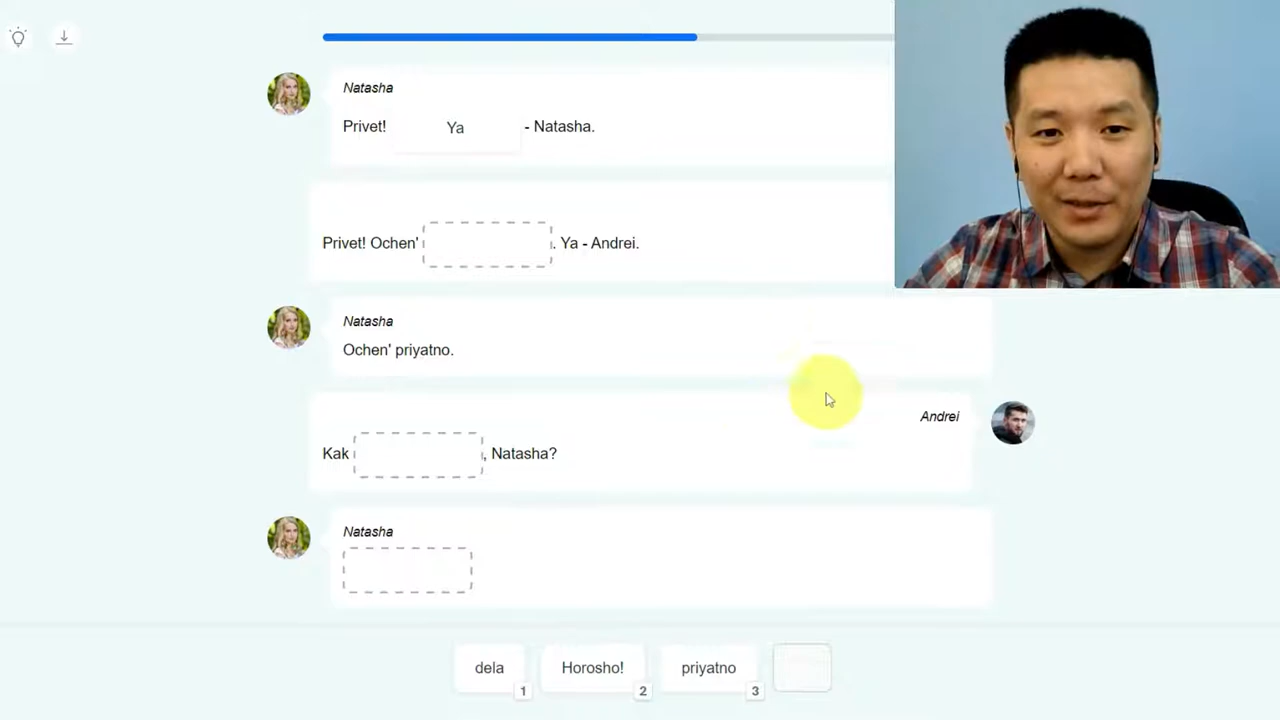 Natasha
Privet! Ya - Natasha.
Privet! Ochen' . Ya - Andrei.
Natasha
Ochen' priyatno.
Andrei
Kak , Natasha?
Natasha
dela Horosho! priyatno
1 2 3